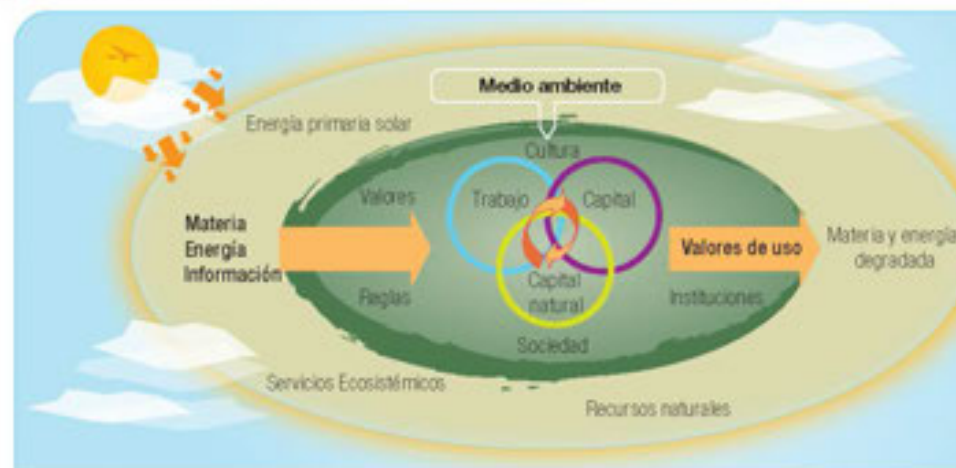 Medio ambiente
Energía primaria solar
Cultura
Valores
Trabajo
Capital
Materia
Energía
Información
Valores de uso
Materia y energía
degradada
Reglas
Capital
natural
Instituciones
Sociedad
Servicios Ecosistémicos
Recursos naturales